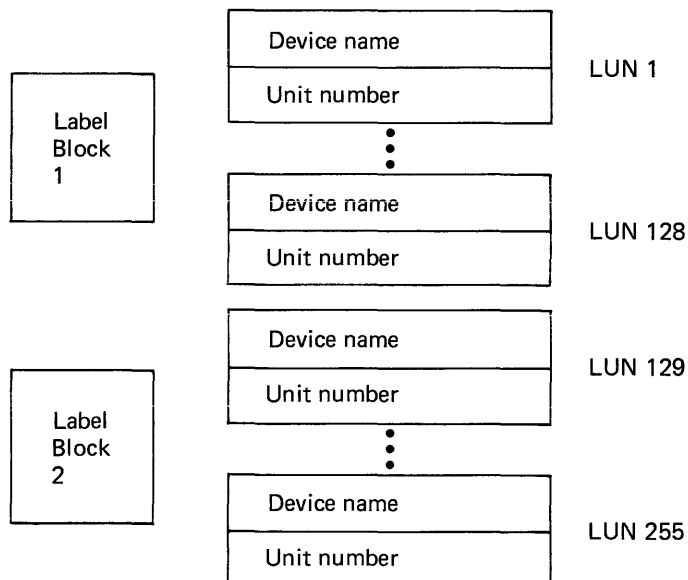 Device name
LUN 1
Unit number
Label
Block
1
Device name
LUN 128
Unit number
Device name
LUN 129
Unit number
Label
Block
2
Device name
LUN 255
Unit number